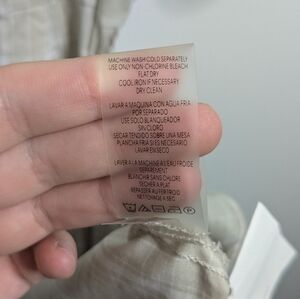 MACHINE WASH COLD SEPARATELY
USE ONLY NON-CHLORINE BLEACH
FLAT DRY
COOL IRON IF NECESSARY
DRY CLEAN
LAVAR A MAQUINA CON AGUA FRIA
POR SEPARADO
USE SOLO BLANQUEADOR
SIN CLORO
SECAR TENDIDO SOBRE UNA MESA
PLANCHA FRIA SI ES NECESARIO
LAVAR EN SECO
LAVER A LA MACHINE A L'EAU FROIDE
SEPAREMENT
BLANCHIR SANS CHLORE
SECHER A PLAT
REPASSER AU FER FROID
NETTOYAGE A SEC